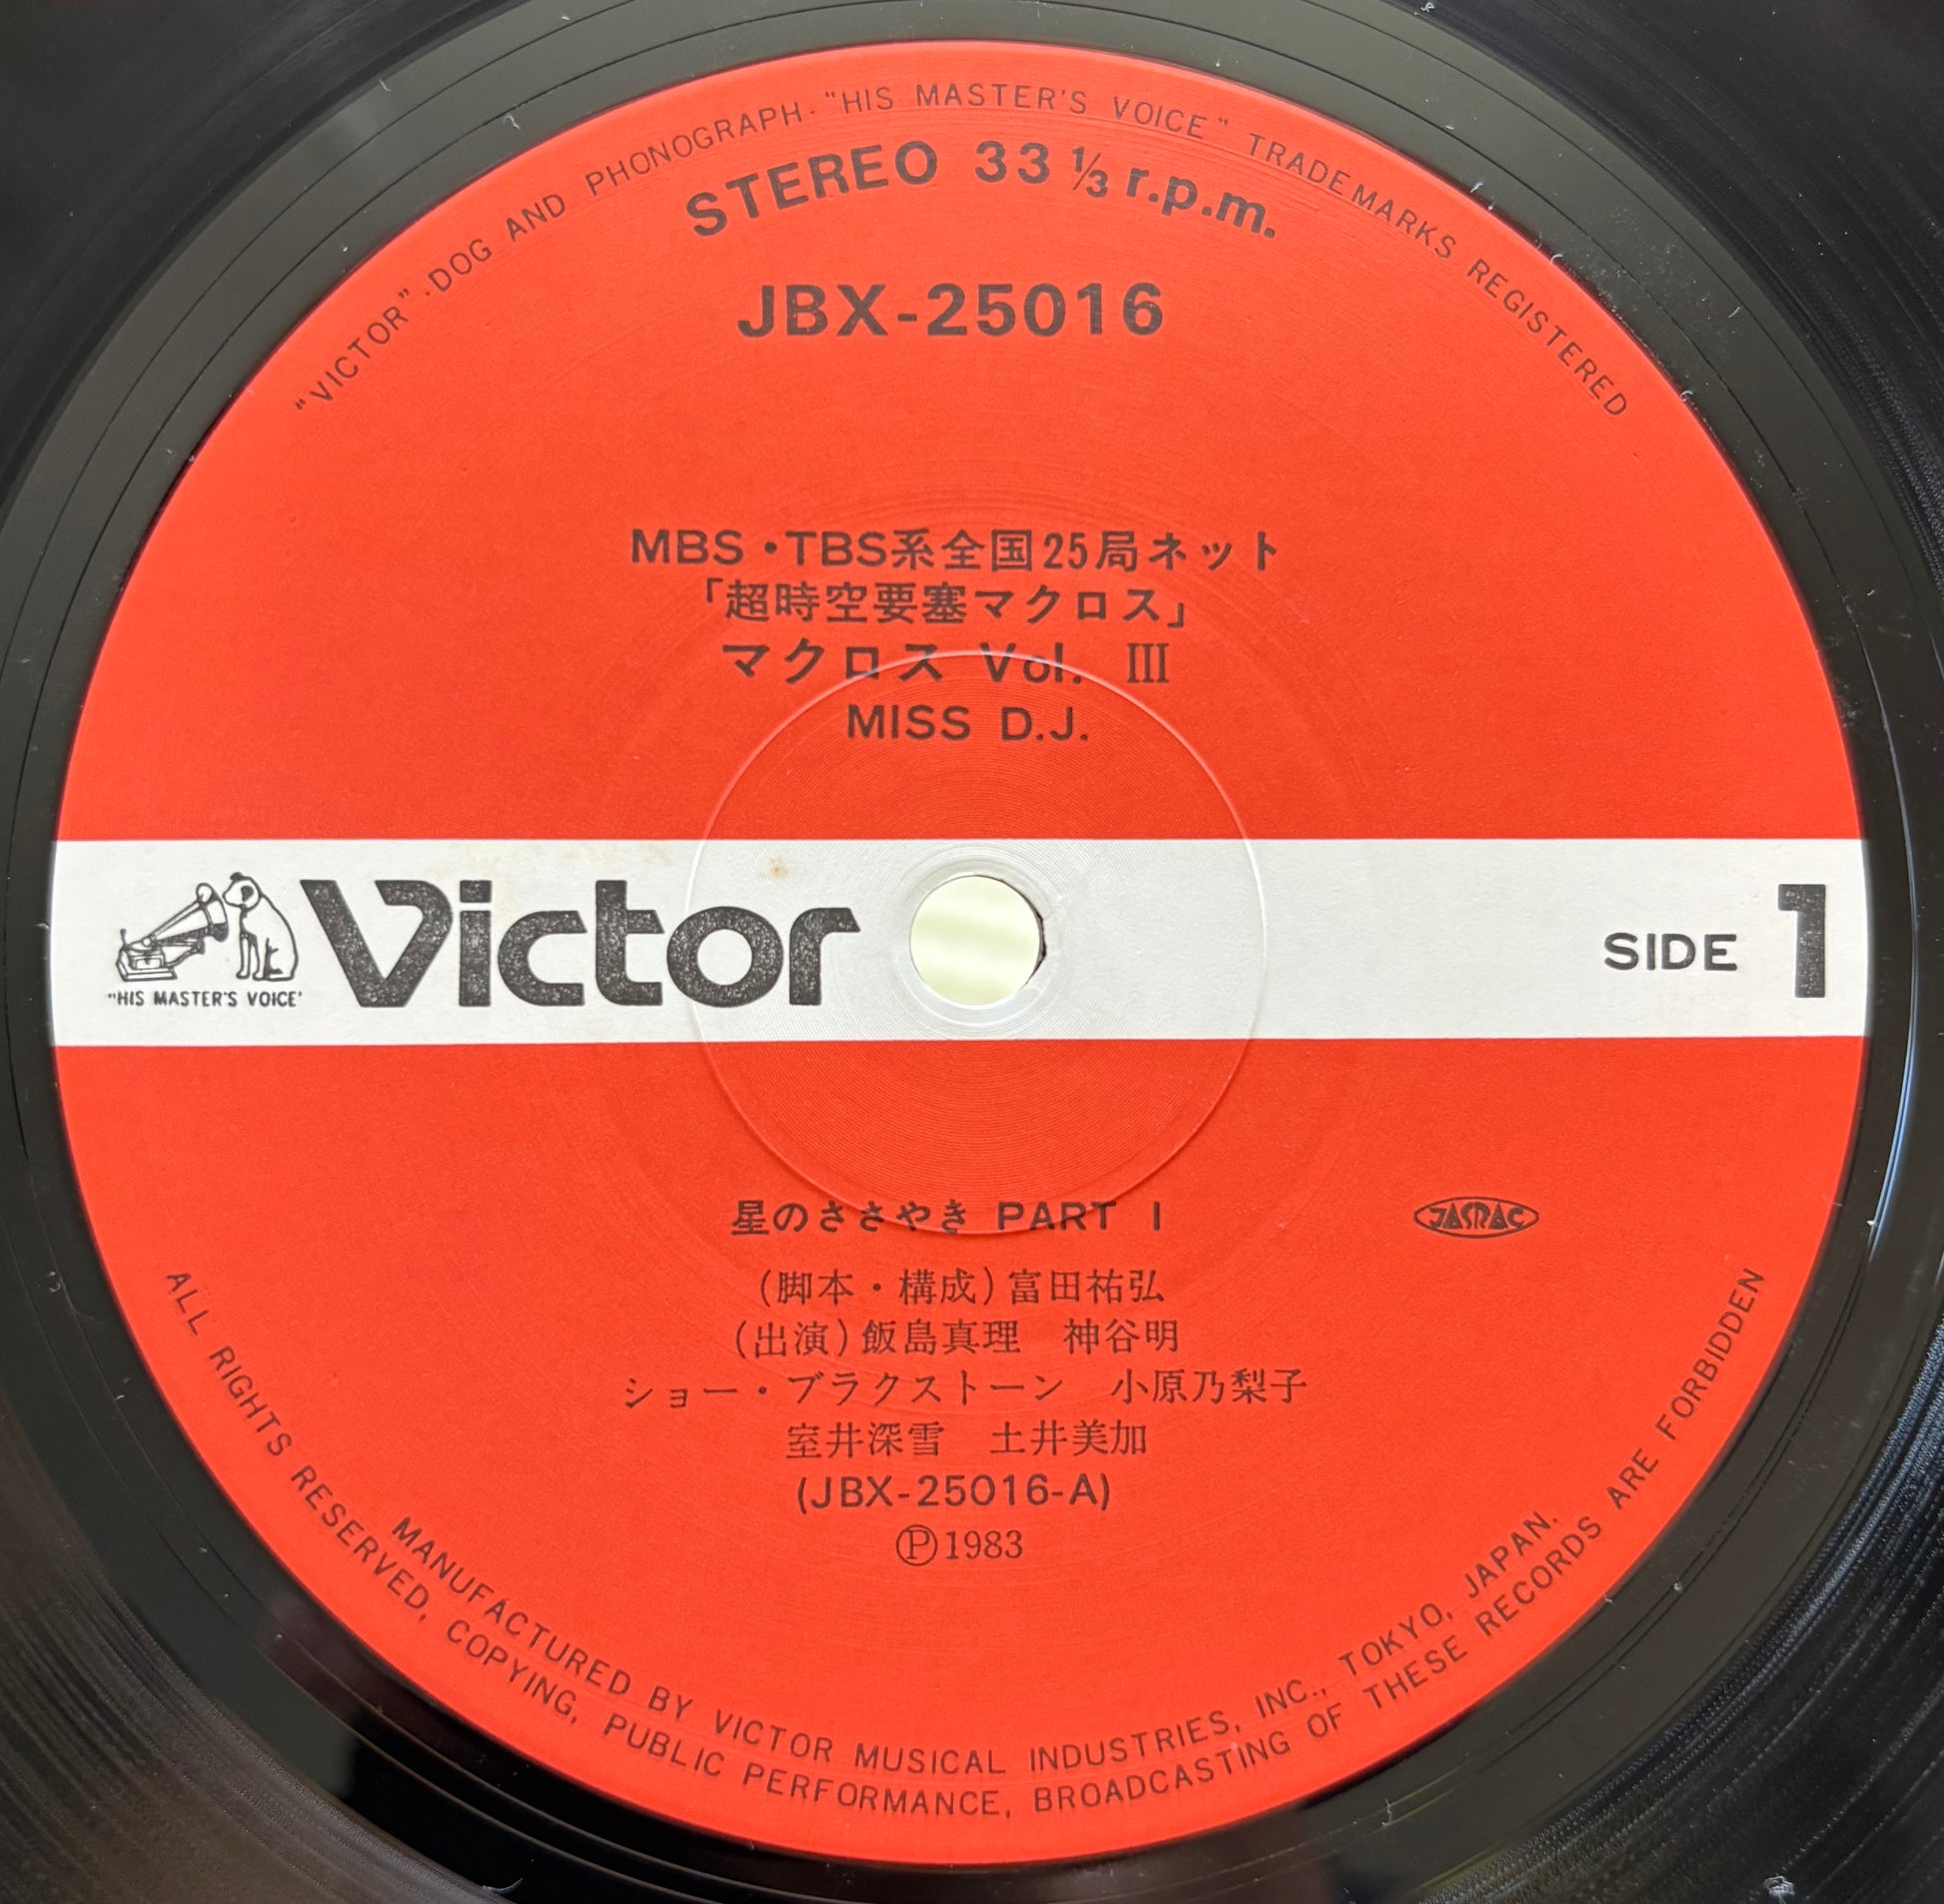 "VICTOR"·DOG AND PHONOGRAPH·"HIS MASTER'S VOICE" TRADE MARKS REGISTERED
STEREO 33 ⅓ r.p.m.
JBX-25016
MBS・TBS系全国25局ネット
「超時空要塞マクロス」
マクロス Vol. III
MISS D.J.
Victor
"HIS MASTER'S VOICE'
SIDE 1
星のささやき PART I
JASRAC
(脚本・構成)富田祐弘
(出演)飯島真理 神谷明
ショー・ブラクストーン 小原乃梨子
室井深雪 土井美加
(JBX-25016-A)
Ⓟ1983
MANUFACTURED BY VICTOR MUSICAL INDUSTRIES, INC., TOKYO, JAPAN.
ALL RIGHTS RESERVED, COPYING, PUBLIC PERFORMANCE, BROADCASTING OF THESE RECORDS ARE FORBIDDEN